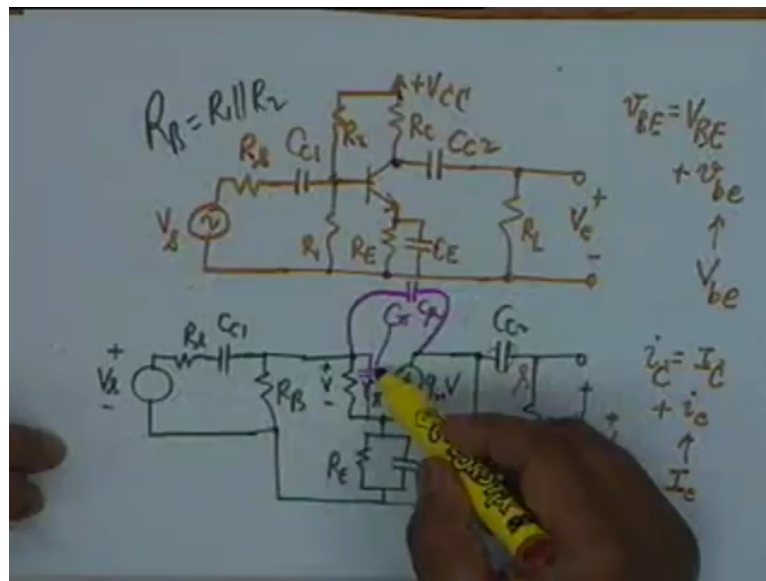 R_B = R_1 || R_2
+V_CC
R_2
R_C
C_C2
R_s
C_C1
V_s
R_1
R_E
C_E
R_L
+
V_o
-
v_BE = V_BE
+ v_be
↑
V_be
C_π
C_μ
+
V_s
-
R_s
C_C1
R_B
+
V
-
g_m V
C_C2
+
R_E
i_C = I_C
+ i_c
↑
I_c